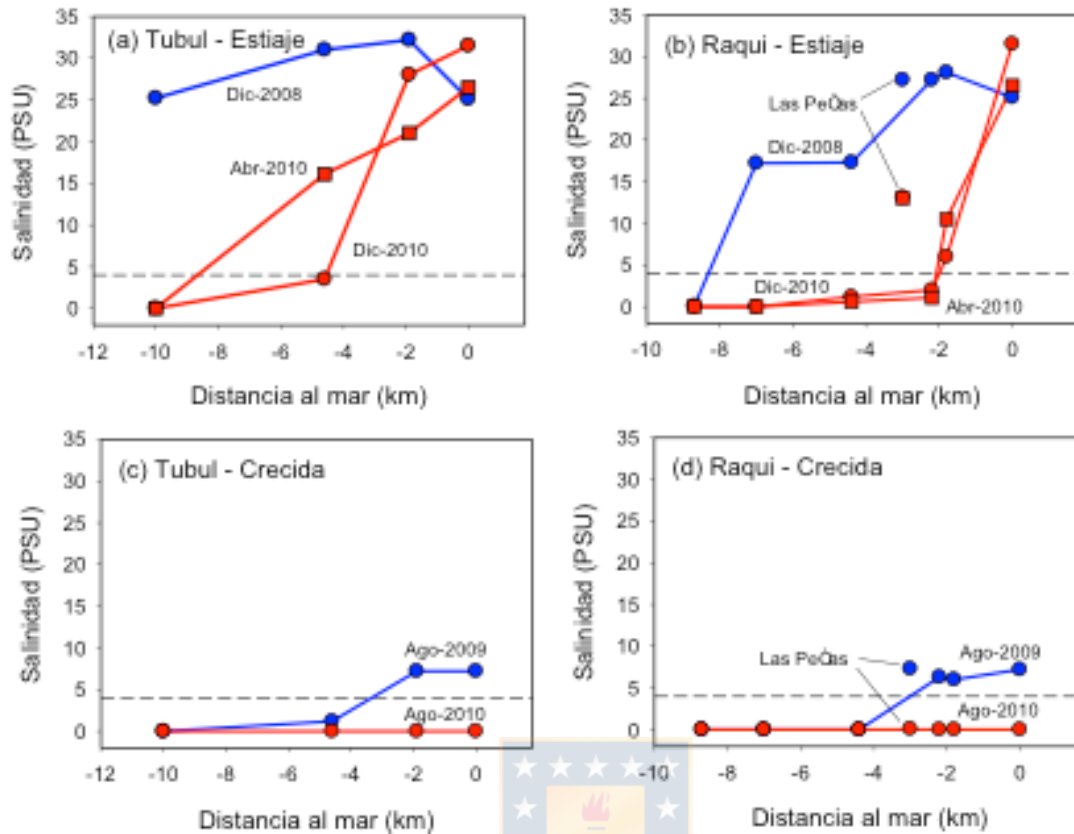 (a) Tubul - Estiaje
Salinidad (PSU)
35
30
25
20
15
10
5
0
Dic-2008
Abr-2010
Dic-2010
-12 -10 -8 -6 -4 -2 0
Distancia al mar (km)
(b) Raqui - Estiaje
Salinidad (PSU)
35
30
25
20
15
10
5
0
Las Peñas
Dic-2008
Dic-2010
Abr-2010
-10 -8 -6 -4 -2 0
Distancia al mar (km)
(c) Tubul - Crecida
Salinidad (PSU)
35
30
25
20
15
10
5
0
Ago-2009
Ago-2010
-12 -10 -8 -6 -4 -2 0
Distancia al mar (km)
(d) Raqui - Crecida
Salinidad (PSU)
35
30
25
20
15
10
5
0
Las Peñas
Ago-2009
Ago-2010
-10 -8 -6 -4 -2 0
Distancia al mar (km)